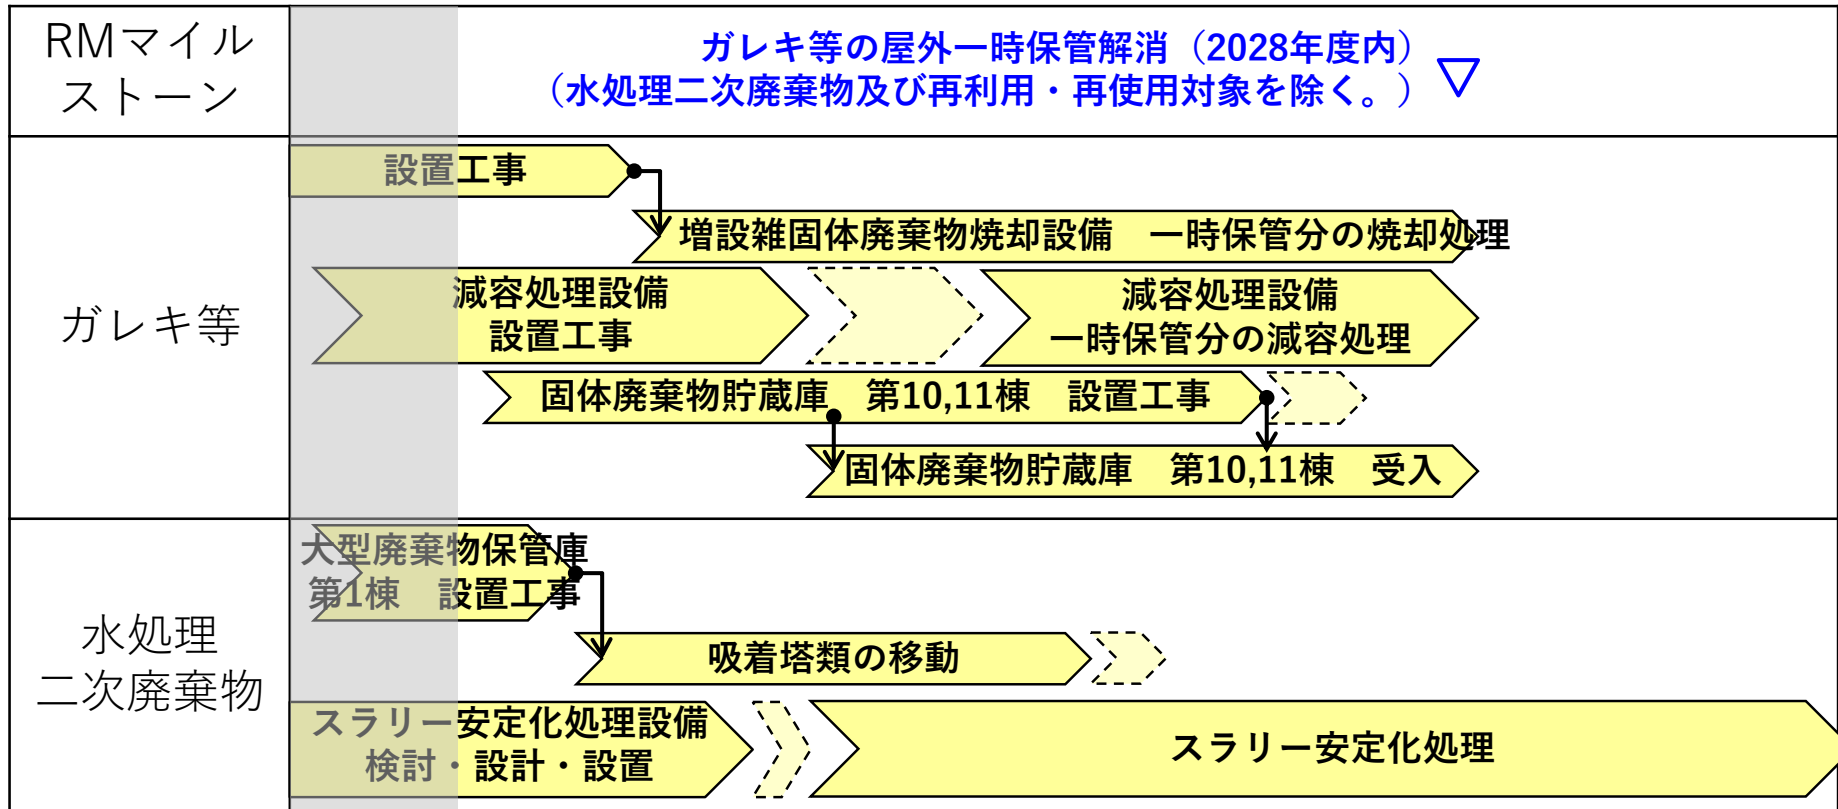 RMマイル
ストーン
ガレキ等の屋外一時保管解消（2028年度内）
（水処理二次廃棄物及び再利用・再使用対象を除く。）
ガレキ等
設置工事
増設雑固体廃棄物焼却設備　一時保管分の焼却処理
減容処理設備
設置工事
減容処理設備
一時保管分の減容処理
固体廃棄物貯蔵庫　第10,11棟　設置工事
固体廃棄物貯蔵庫　第10,11棟　受入
水処理
二次廃棄物
大型廃棄物保管庫
第1棟　設置工事
吸着塔類の移動
スラリー安定化処理設備
検討・設計・設置
スラリー安定化処理